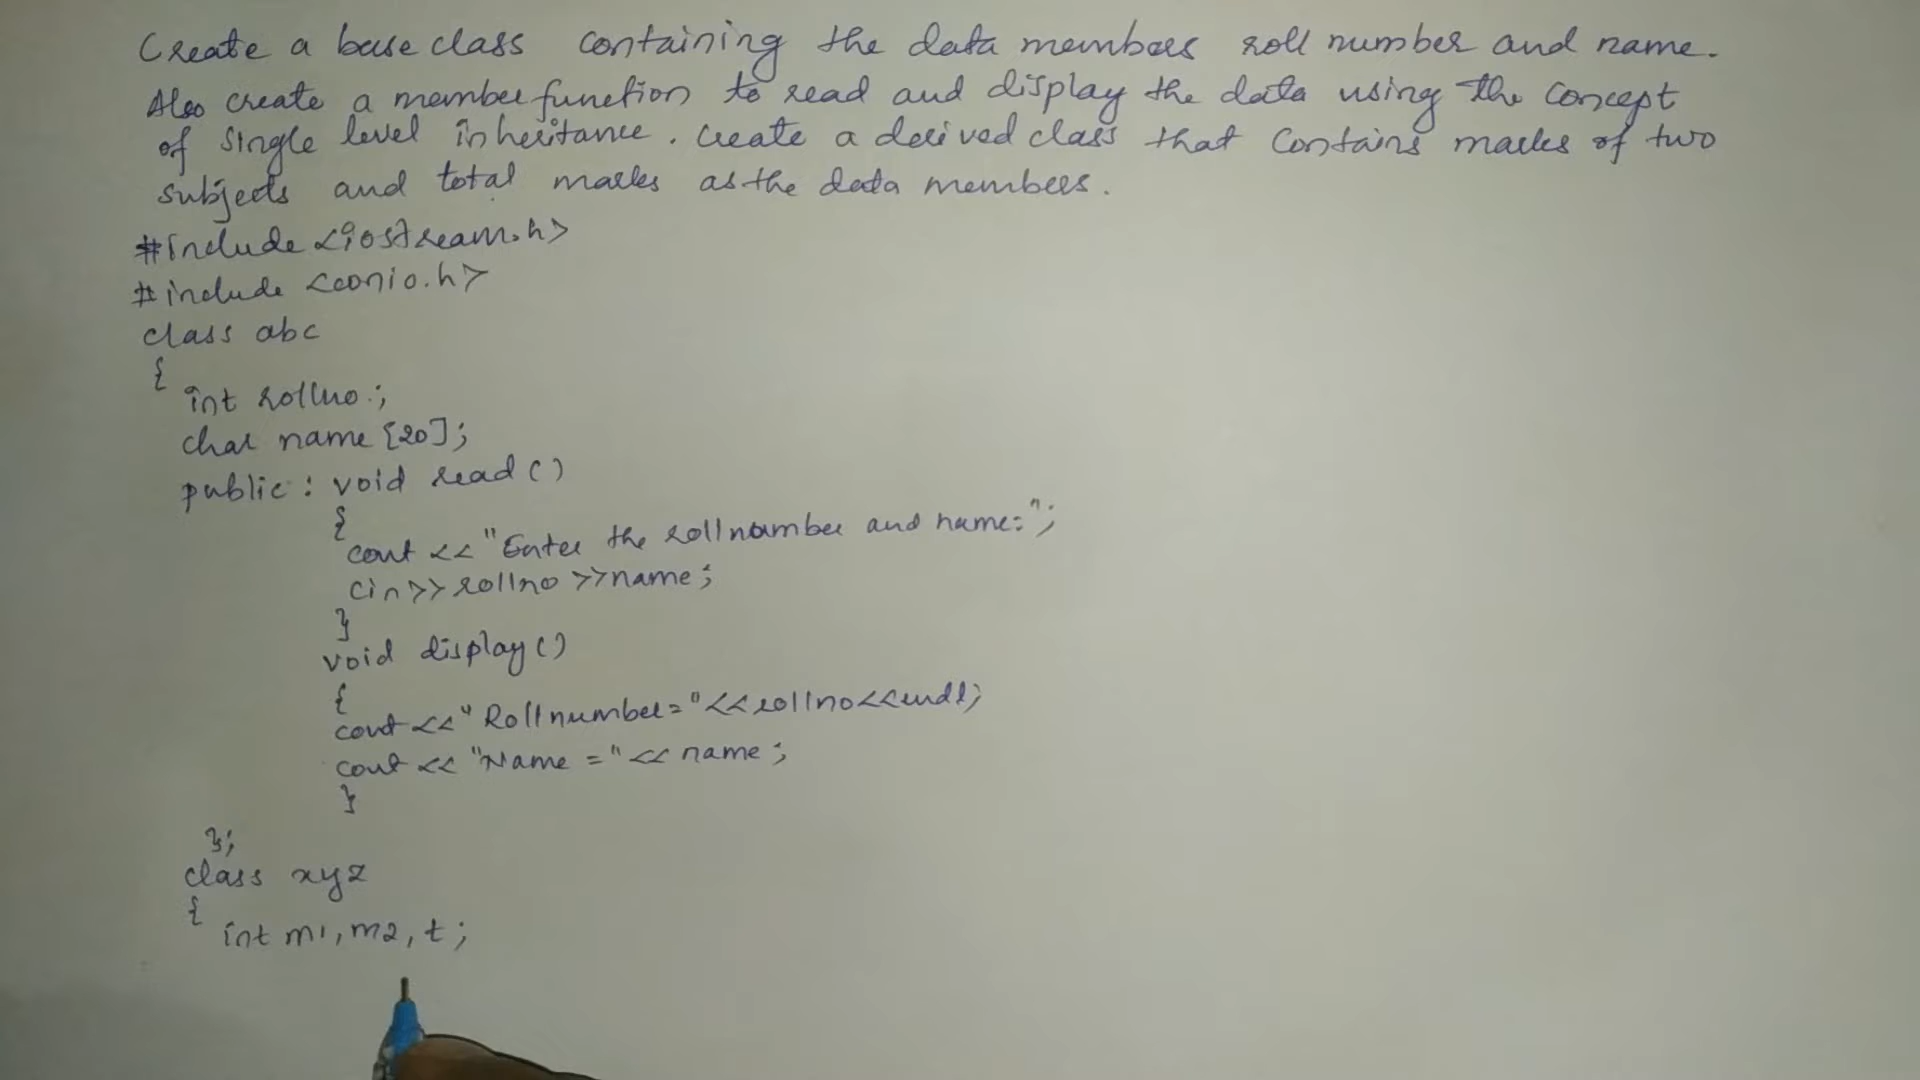 Create a base class containing the data members roll number and name.
Also create a member function to read and display the data using the concept
of single level inheritance. Create a derived class that contains marks of two
subjects and total marks as the data members.
#include <iostream.h>
#include <conio.h>
class abc
{
int rollno.;
char name [20];
public: void read ()
{
cout << "Enter the rollnumber and name:";
cin>>rollno >>name;
}
void display()
{
cout <<" Rollnumber= "<<rollno<<endl;
cout << "Name = "<< name;
}
};
class xyz
{
int m1, m2, t;